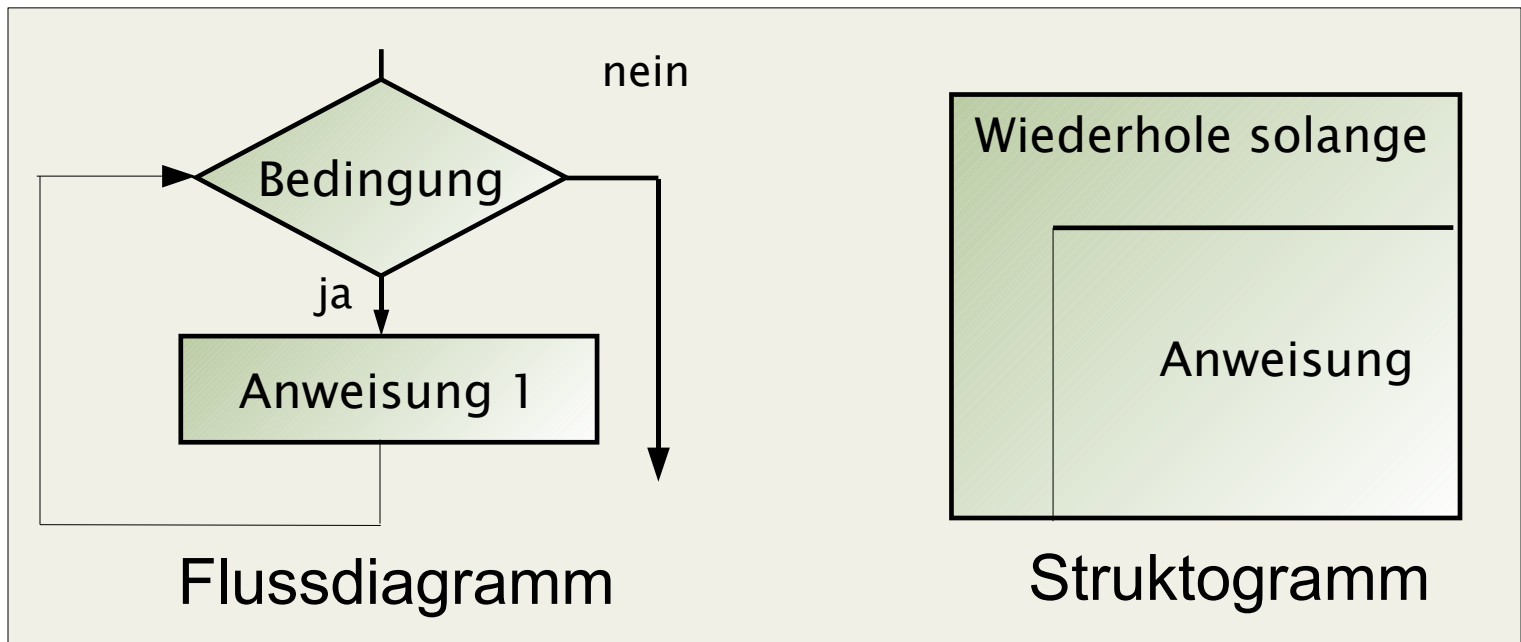 nein
Bedingung
ja
Anweisung 1
Flussdiagramm
Wiederhole solange
Anweisung
Struktogramm